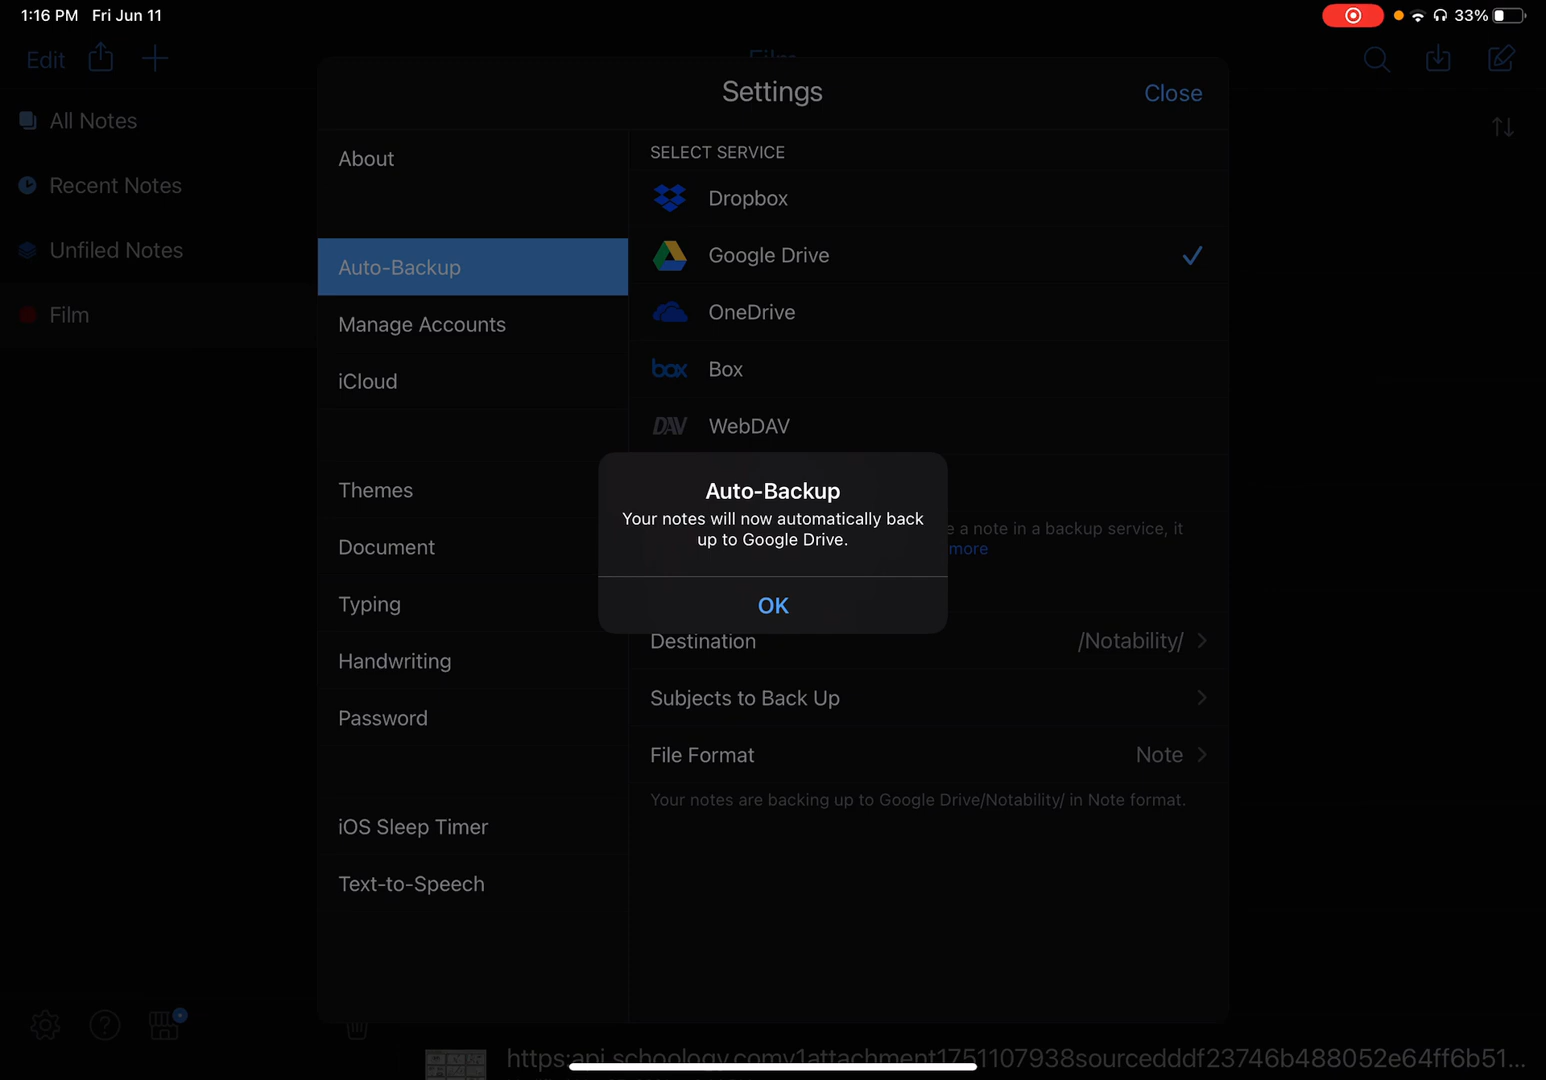 1:16 PM Fri Jun 11
33%
Edit
Film
Settings
Close
All Notes
Recent Notes
Unfiled Notes
Film
About
Auto-Backup
Manage Accounts
iCloud
Themes
Document
Typing
Handwriting
Password
iOS Sleep Timer
Text-to-Speech
SELECT SERVICE
Dropbox
Google Drive
OneDrive
box Box
DAV WebDAV
Auto-Backup
Your notes will now automatically back
up to Google Drive.
OK
e a note in a backup service, it
more
Destination /Notability/
Subjects to Back Up
File Format Note
Your notes are backing up to Google Drive/Notability/ in Note format.
https:api.schoology.comv1attachment1751107938sourcedddf23746b488052e64ff6b51...